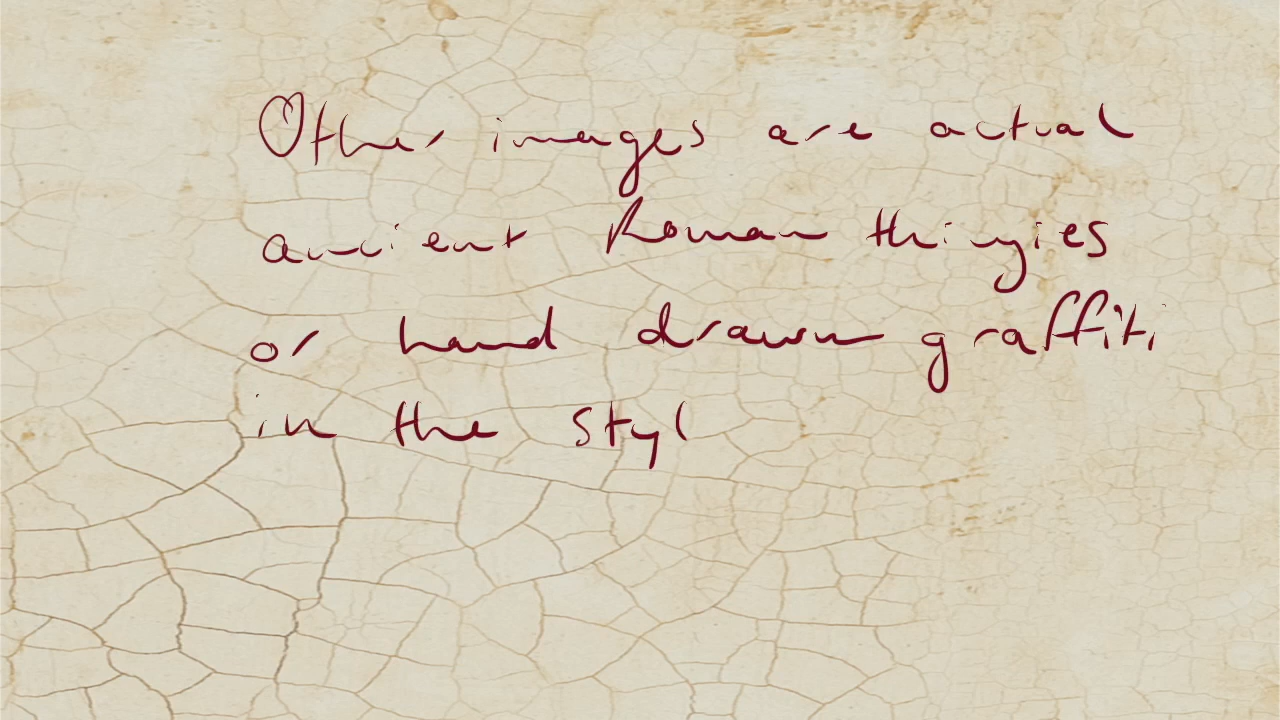 Other images are actual
ancient Roman thingies
or hand drawn graffiti
in the styl